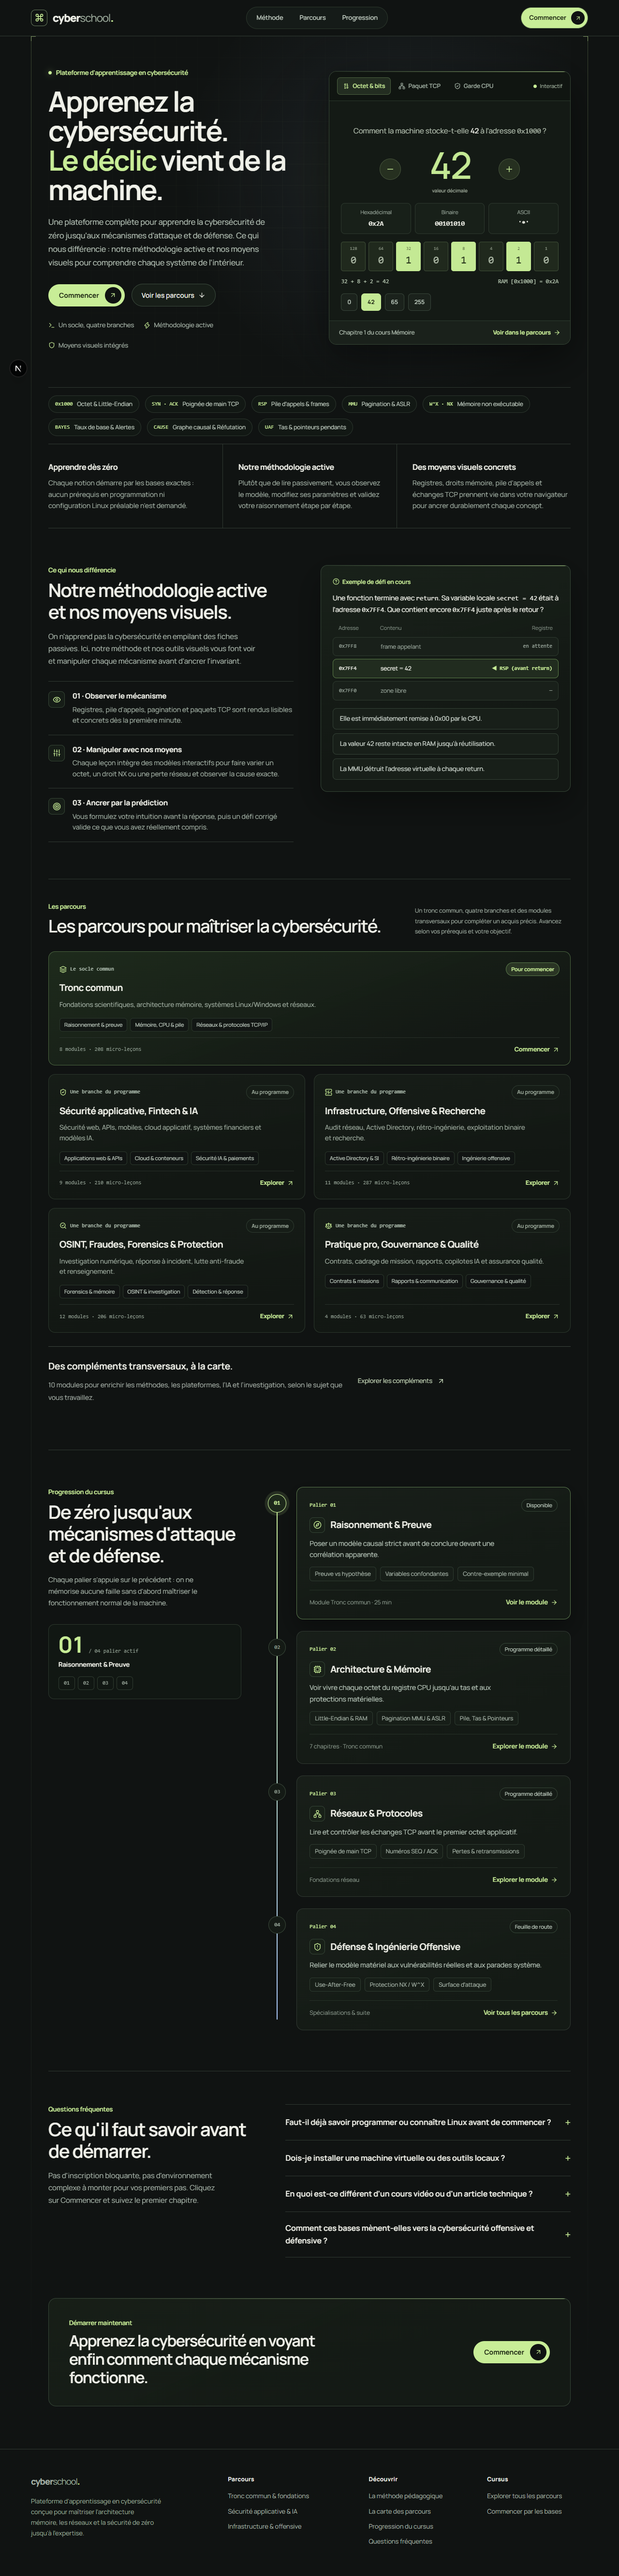 cyberschool.
Méthode
Parcours
Progression
Commencer
Plateforme d'apprentissage en cybersécurité
Apprenez la
cybersécurité.
Le déclic vient de la
machine.
Une plateforme complète pour apprendre la cybersécurité de
zéro jusqu'aux mécanismes d'attaque et de défense. Ce qui
nous différencie : notre méthodologie active et nos moyens
visuels pour comprendre chaque système de l'intérieur.
Commencer
Voir les parcours
Un socle, quatre branches
Méthodologie active
Moyens visuels intégrés
Octet & bits
Paquet TCP
Garde CPU
Interactif
Comment la machine stocke-t-elle 42 à l'adresse 0x1000 ?
−
42
+
valeur décimale
Hexadécimal
0x2A
Binaire
00101010
ASCII
128 64 32 16 8 4 2 1
0 0 1 0 1 0 1 0
32 + 8 + 2 = 42
RAM [0x1000] = 0x2A
0 42 65 255
Chapitre 1 du cours Mémoire
Voir dans le parcours →
N
0x1000 Octet & Little-Endian
SYN · ACK Poignée de main TCP
RSP Pile d'appels & frames
MMU Pagination & ASLR
W^X · NX Mémoire non exécutable
BAYES Taux de base & Alertes
CAUSE Graphe causal & Réfutation
UAF Tas & pointeurs pendants
Apprendre dès zéro
Chaque notion démarre par les bases exactes :
aucun prérequis en programmation ni
configuration Linux préalable n'est demandé.
Notre méthodologie active
Plutôt que de lire passivement, vous observez
le modèle, modifiez ses paramètres et validez
votre raisonnement étape par étape.
Des moyens visuels concrets
Registres, droits mémoire, pile d'appels et
échanges TCP prennent vie dans votre navigateur
pour ancrer durablement chaque concept.
Ce qui nous différencie
Notre méthodologie active
et nos moyens visuels.
On n'apprend pas la cybersécurité en empilant des fiches
passives. Ici, notre méthode et nos outils visuels vous font voir
et manipuler chaque mécanisme avant d'ancrer l'invariant.
01 · Observer le mécanisme
Registres, pile d'appels, pagination et paquets TCP sont rendus lisibles
et concrets dès la première minute.
02 · Manipuler avec nos moyens
Chaque leçon intègre des modèles interactifs pour faire varier un
octet, un droit NX ou une perte réseau et observer la cause exacte.
03 · Ancrer par la prédiction
Vous formulez votre intuition avant la réponse, puis un défi corrigé
valide ce que vous avez réellement compris.
Exemple de défi en cours
Une fonction termine avec return. Sa variable locale secret = 42 était à
l'adresse 0x7FF4. Que contient encore 0x7FF4 juste après le retour ?
Adresse Contenu Registre
0x7FF8 frame appelant en attente
0x7FF4 secret = 42 ◀ RSP (avant return)
0x7FF0 zone libre —
Elle est immédiatement remise à 0x00 par le CPU.
La valeur 42 reste intacte en RAM jusqu'à réutilisation.
La MMU détruit l'adresse virtuelle à chaque return.
Les parcours
Les parcours pour maîtriser la cybersécurité.
Un tronc commun, quatre branches et des modules
transversaux pour compléter un acquis précis. Avancez
selon vos prérequis et votre objectif.
Le socle commun
Pour commencer
Tronc commun
Fondations scientifiques, architecture mémoire, systèmes Linux/Windows et réseaux.
Raisonnement & preuve
Mémoire, CPU & pile
Réseaux & protocoles TCP/IP
Commencer
Une branche du programme
Au programme
Sécurité applicative, Fintech & IA
Sécurité web, APIs, mobiles, cloud applicatif, systèmes financiers et
modèles IA.
Applications web & APIs
Cloud & conteneurs
Sécurité IA & paiements
9 modules · 210 micro-leçons
Explorer
Une branche du programme
Au programme
Infrastructure, Offensive & Recherche
Audit réseau, Active Directory, rétro-ingénierie, exploitation binaire
et recherche.
Active Directory & SI
Rétro-ingénierie binaire
Ingénierie offensive
11 modules · 287 micro-leçons
Explorer
Une branche du programme
Au programme
OSINT, Fraudes, Forensics & Protection
Investigation numérique, réponse à incident, lutte anti-fraude
et renseignement.
Forensics & mémoire
OSINT & investigation
Détection & réponse
12 modules · 206 micro-leçons
Explorer
Une branche du programme
Au programme
Pratique pro, Gouvernance & Qualité
Contrats, cadrage de mission, rapports, copilotes IA et assurance qualité.
Contrats & missions
Rapports & communication
Gouvernance & qualité
4 modules · 63 micro-leçons
Explorer
Des compléments transversaux, à la carte.
10 modules pour enrichir les méthodes, les plateformes, l'IA et l'investigation, selon le sujet que
vous travaillez.
Explorer les compléments
Progression du cursus
De zéro jusqu'aux
mécanismes d'attaque
et de défense.
Chaque palier s'appuie sur le précédent : on ne
mémorise aucune faille sans d'abord maîtriser le
fonctionnement normal de la machine.
01 / 04 palier actif
Raisonnement & Preuve
01 02 03 04
01
Palier 01
Disponible
Raisonnement & Preuve
Poser un modèle causal strict avant de conclure devant une
corrélation apparente.
Preuve vs hypothèse
Variables confondantes
Contre-exemple minimal
Module Tronc commun · 25 min
Voir le module →
02
Palier 02
Programme détaillé
Architecture & Mémoire
Voir vivre chaque octet du registre CPU jusqu'au tas et aux
protections matérielles.
Little-Endian & RAM
Pagination MMU & ASLR
Pile, Tas & Pointeurs
7 chapitres · Tronc commun
Explorer le module →
03
Palier 03
Programme détaillé
Réseaux & Protocoles
Lire et contrôler les échanges TCP avant le premier octet applicatif.
Poignée de main TCP
Numéros SEQ / ACK
Pertes & retransmissions
Fondations réseau
Explorer le module →
04
Palier 04
Feuille de route
Défense & Ingénierie Offensive
Relier le modèle matériel aux vulnérabilités réelles et aux parades système.
Use-After-Free
Protection NX / W^X
Surface d'attaque
Spécialisations & suite
Voir tous les parcours →
Questions fréquentes
Ce qu'il faut savoir avant
de démarrer.
Pas d'inscription bloquante, pas d'environnement
complexe à monter pour vos premiers pas. Cliquez
sur Commencer et suivez le premier chapitre.
Faut-il déjà savoir programmer ou connaître Linux avant de commencer ? +
Dois-je installer une machine virtuelle ou des outils locaux ? +
En quoi est-ce différent d'un cours vidéo ou d'un article technique ? +
Comment ces bases mènent-elles vers la cybersécurité offensive et
défensive ? +
Démarrer maintenant
Apprenez la cybersécurité en voyant
enfin comment chaque mécanisme
fonctionne.
Commencer
cyberschool.
Plateforme d'apprentissage en cybersécurité
conçue pour maîtriser l'architecture
mémoire, les réseaux et la sécurité de zéro
jusqu'à l'expertise.
Parcours
Tronc commun & fondations
Sécurité applicative & IA
Infrastructure & offensive
Découvrir
La méthode pédagogique
La carte des parcours
Progression du cursus
Questions fréquentes
Cursus
Explorer tous les parcours
Commencer par les bases